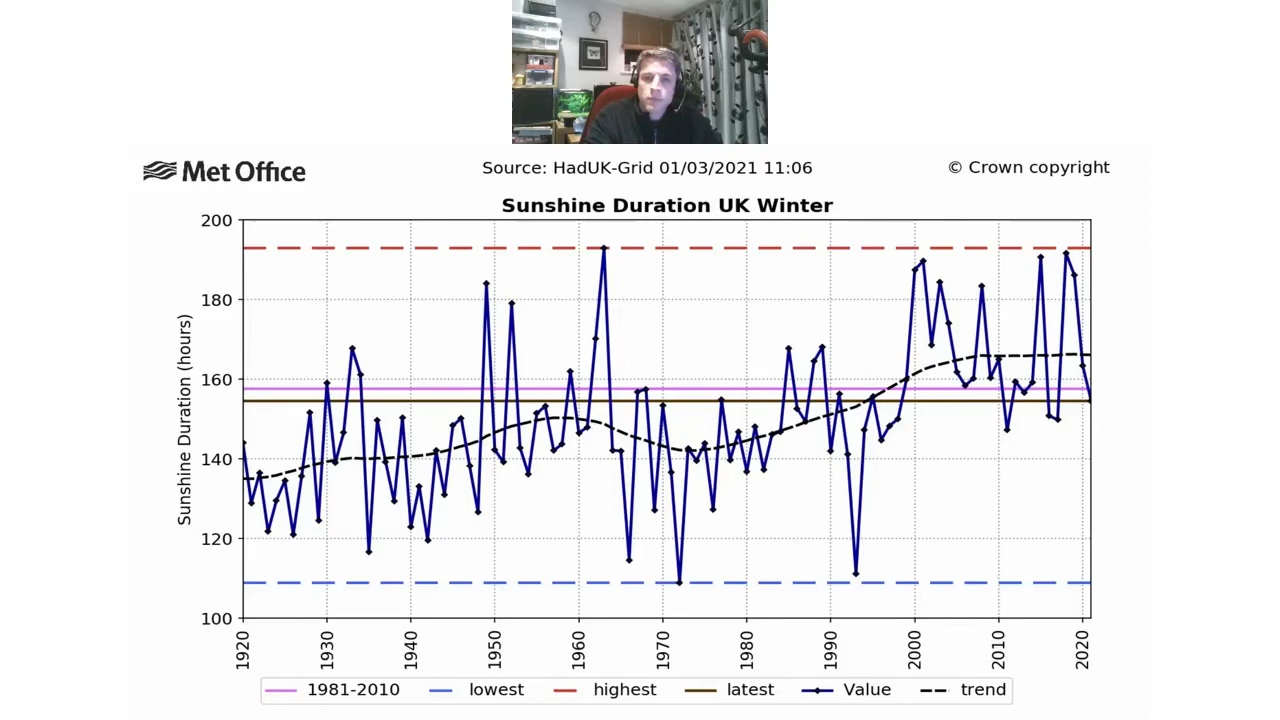 Met Office
Source: HadUK-Grid 01/03/2021 11:06
© Crown copyright
Sunshine Duration UK Winter
Sunshine Duration (hours)
200
180
160
140
120
100
1920
1930
1940
1950
1960
1970
1980
1990
2000
2010
2020
1981-2010 lowest highest latest Value trend